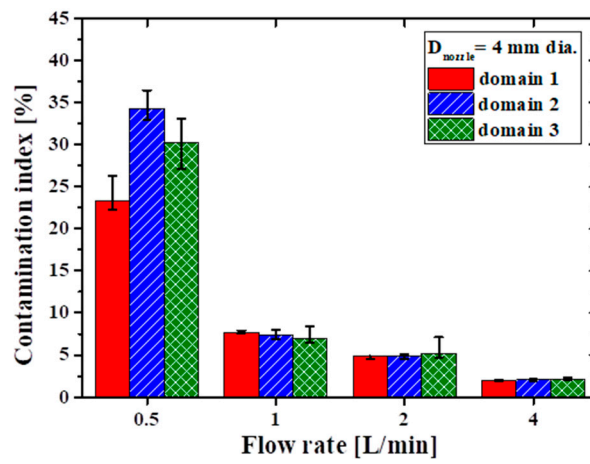 45
40
35
30
25
20
15
10
5
0
Contamination index [%]
D_nozzle = 4 mm dia.
domain 1
domain 2
domain 3
0.5 1 2 4
Flow rate [L/min]